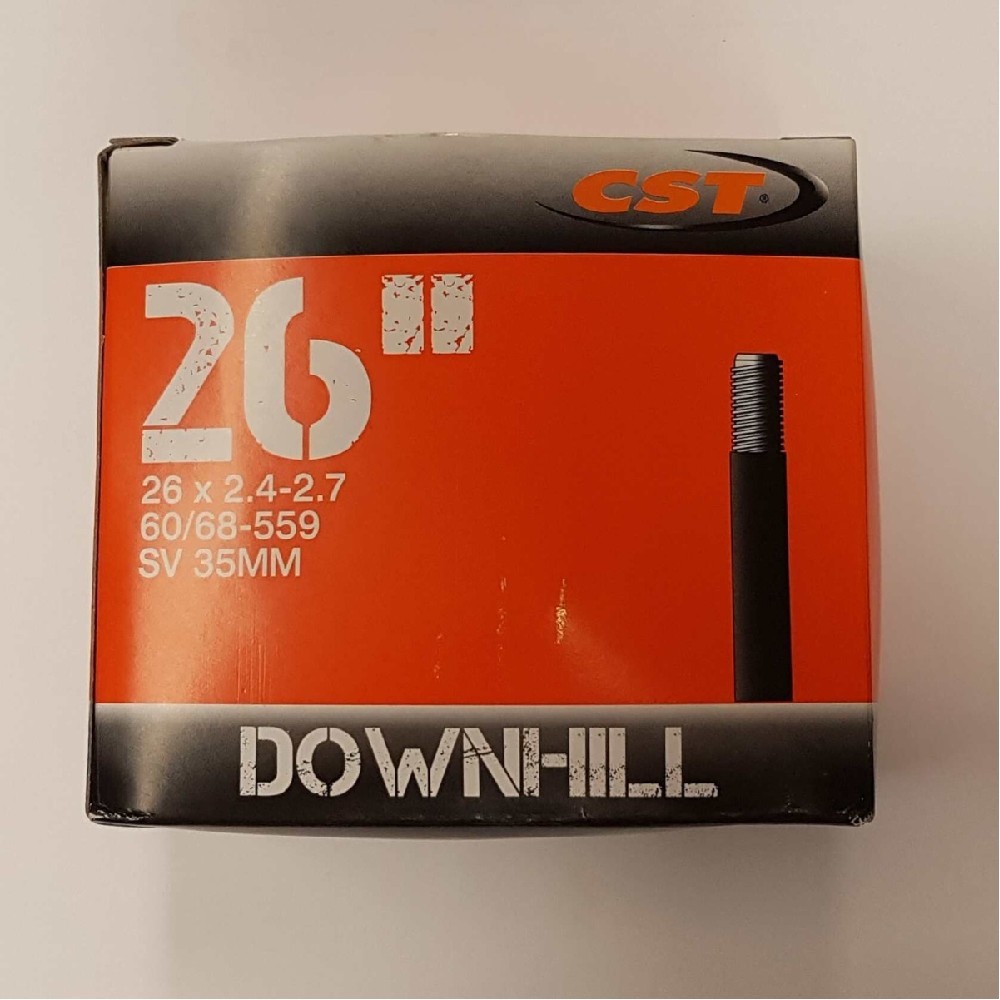 CST®
26"
26 x 2.4-2.7
60/68-559
SV 35MM
DOWNHILL